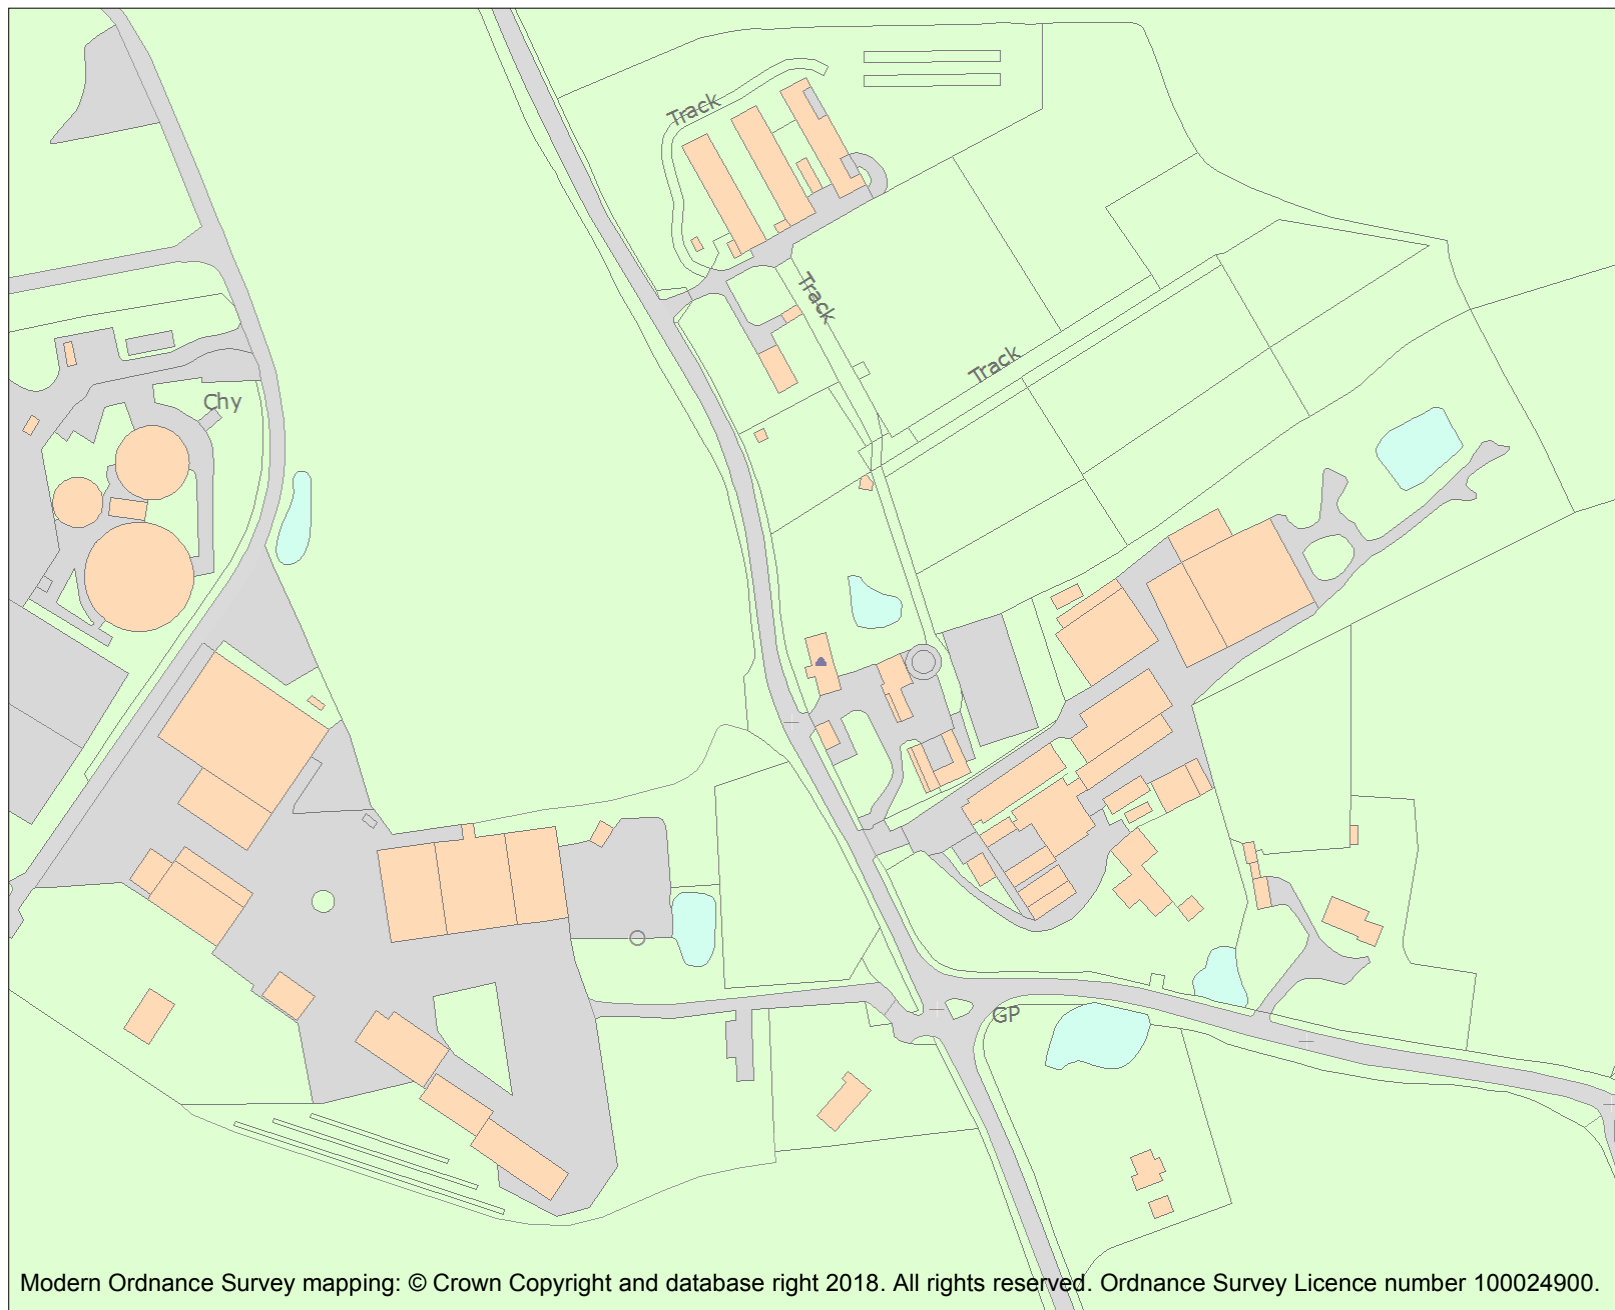 Track
Track
Track
Chy
GP
Modern Ordnance Survey mapping: © Crown Copyright and database right 2018. All rights reserved. Ordnance Survey Licence number 100024900.